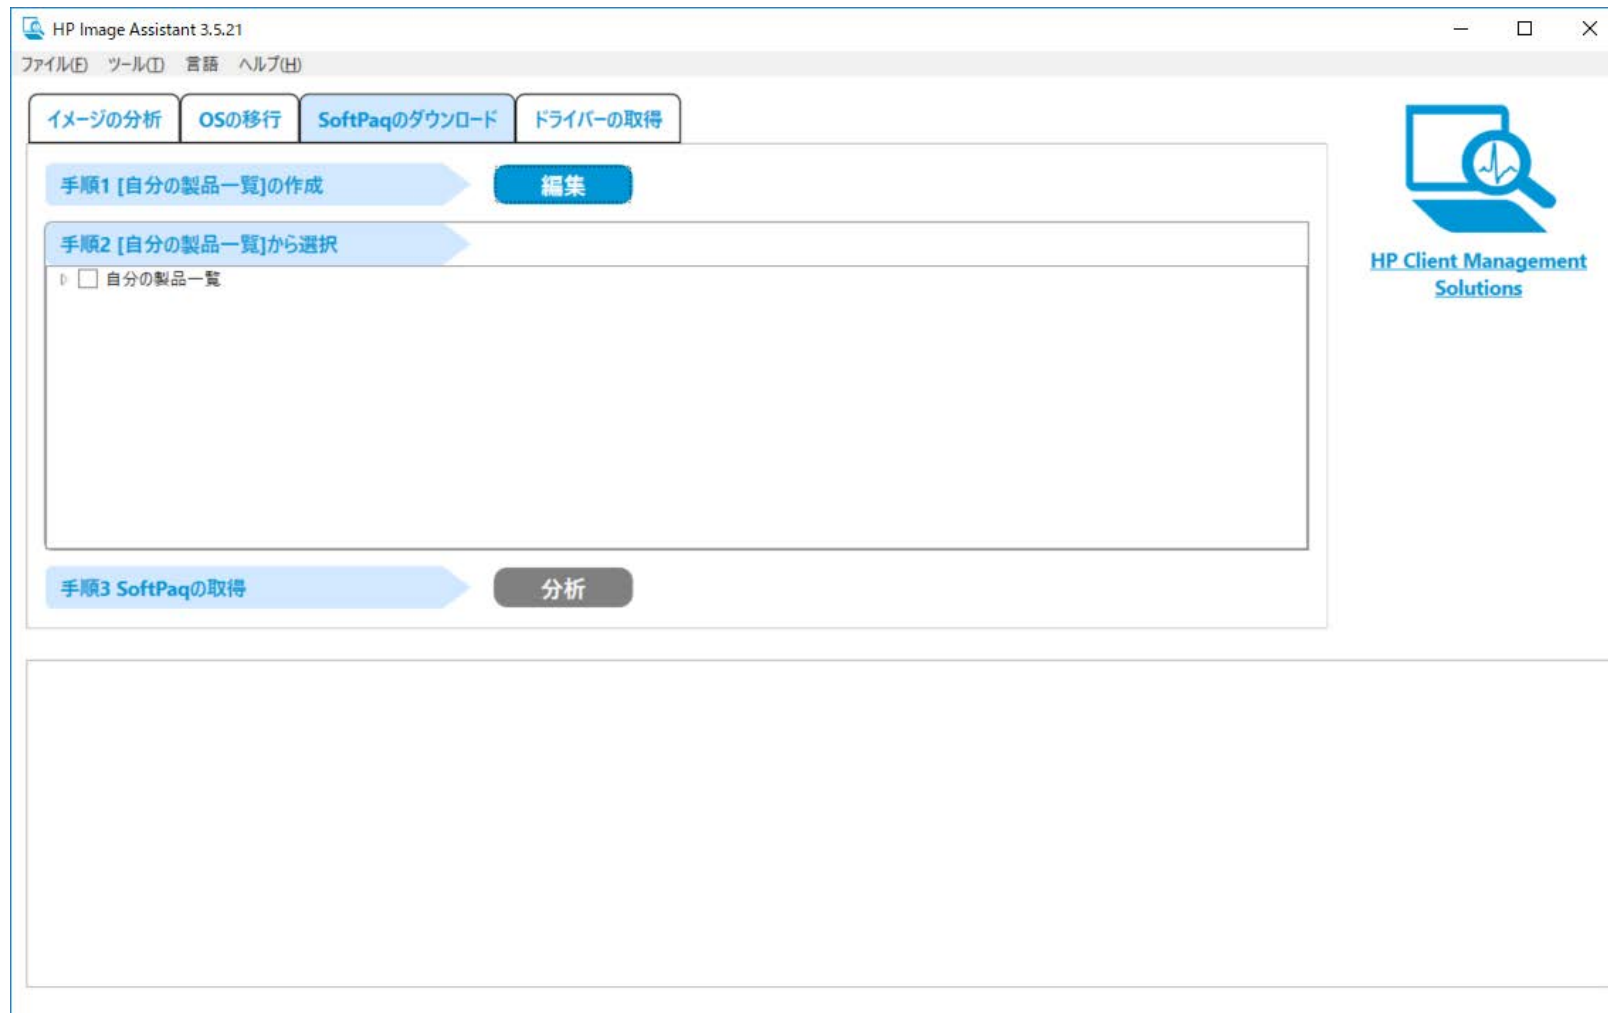 HP Image Assistant 3.5.21
ファイル(F) ツール(T) 言語 ヘルプ(H)
イメージの分析 OSの移行 SoftPaqのダウンロード ドライバーの取得
手順1 [自分の製品一覧]の作成 編集
手順2 [自分の製品一覧]から選択
自分の製品一覧
手順3 SoftPaqの取得 分析
HP Client Management
Solutions